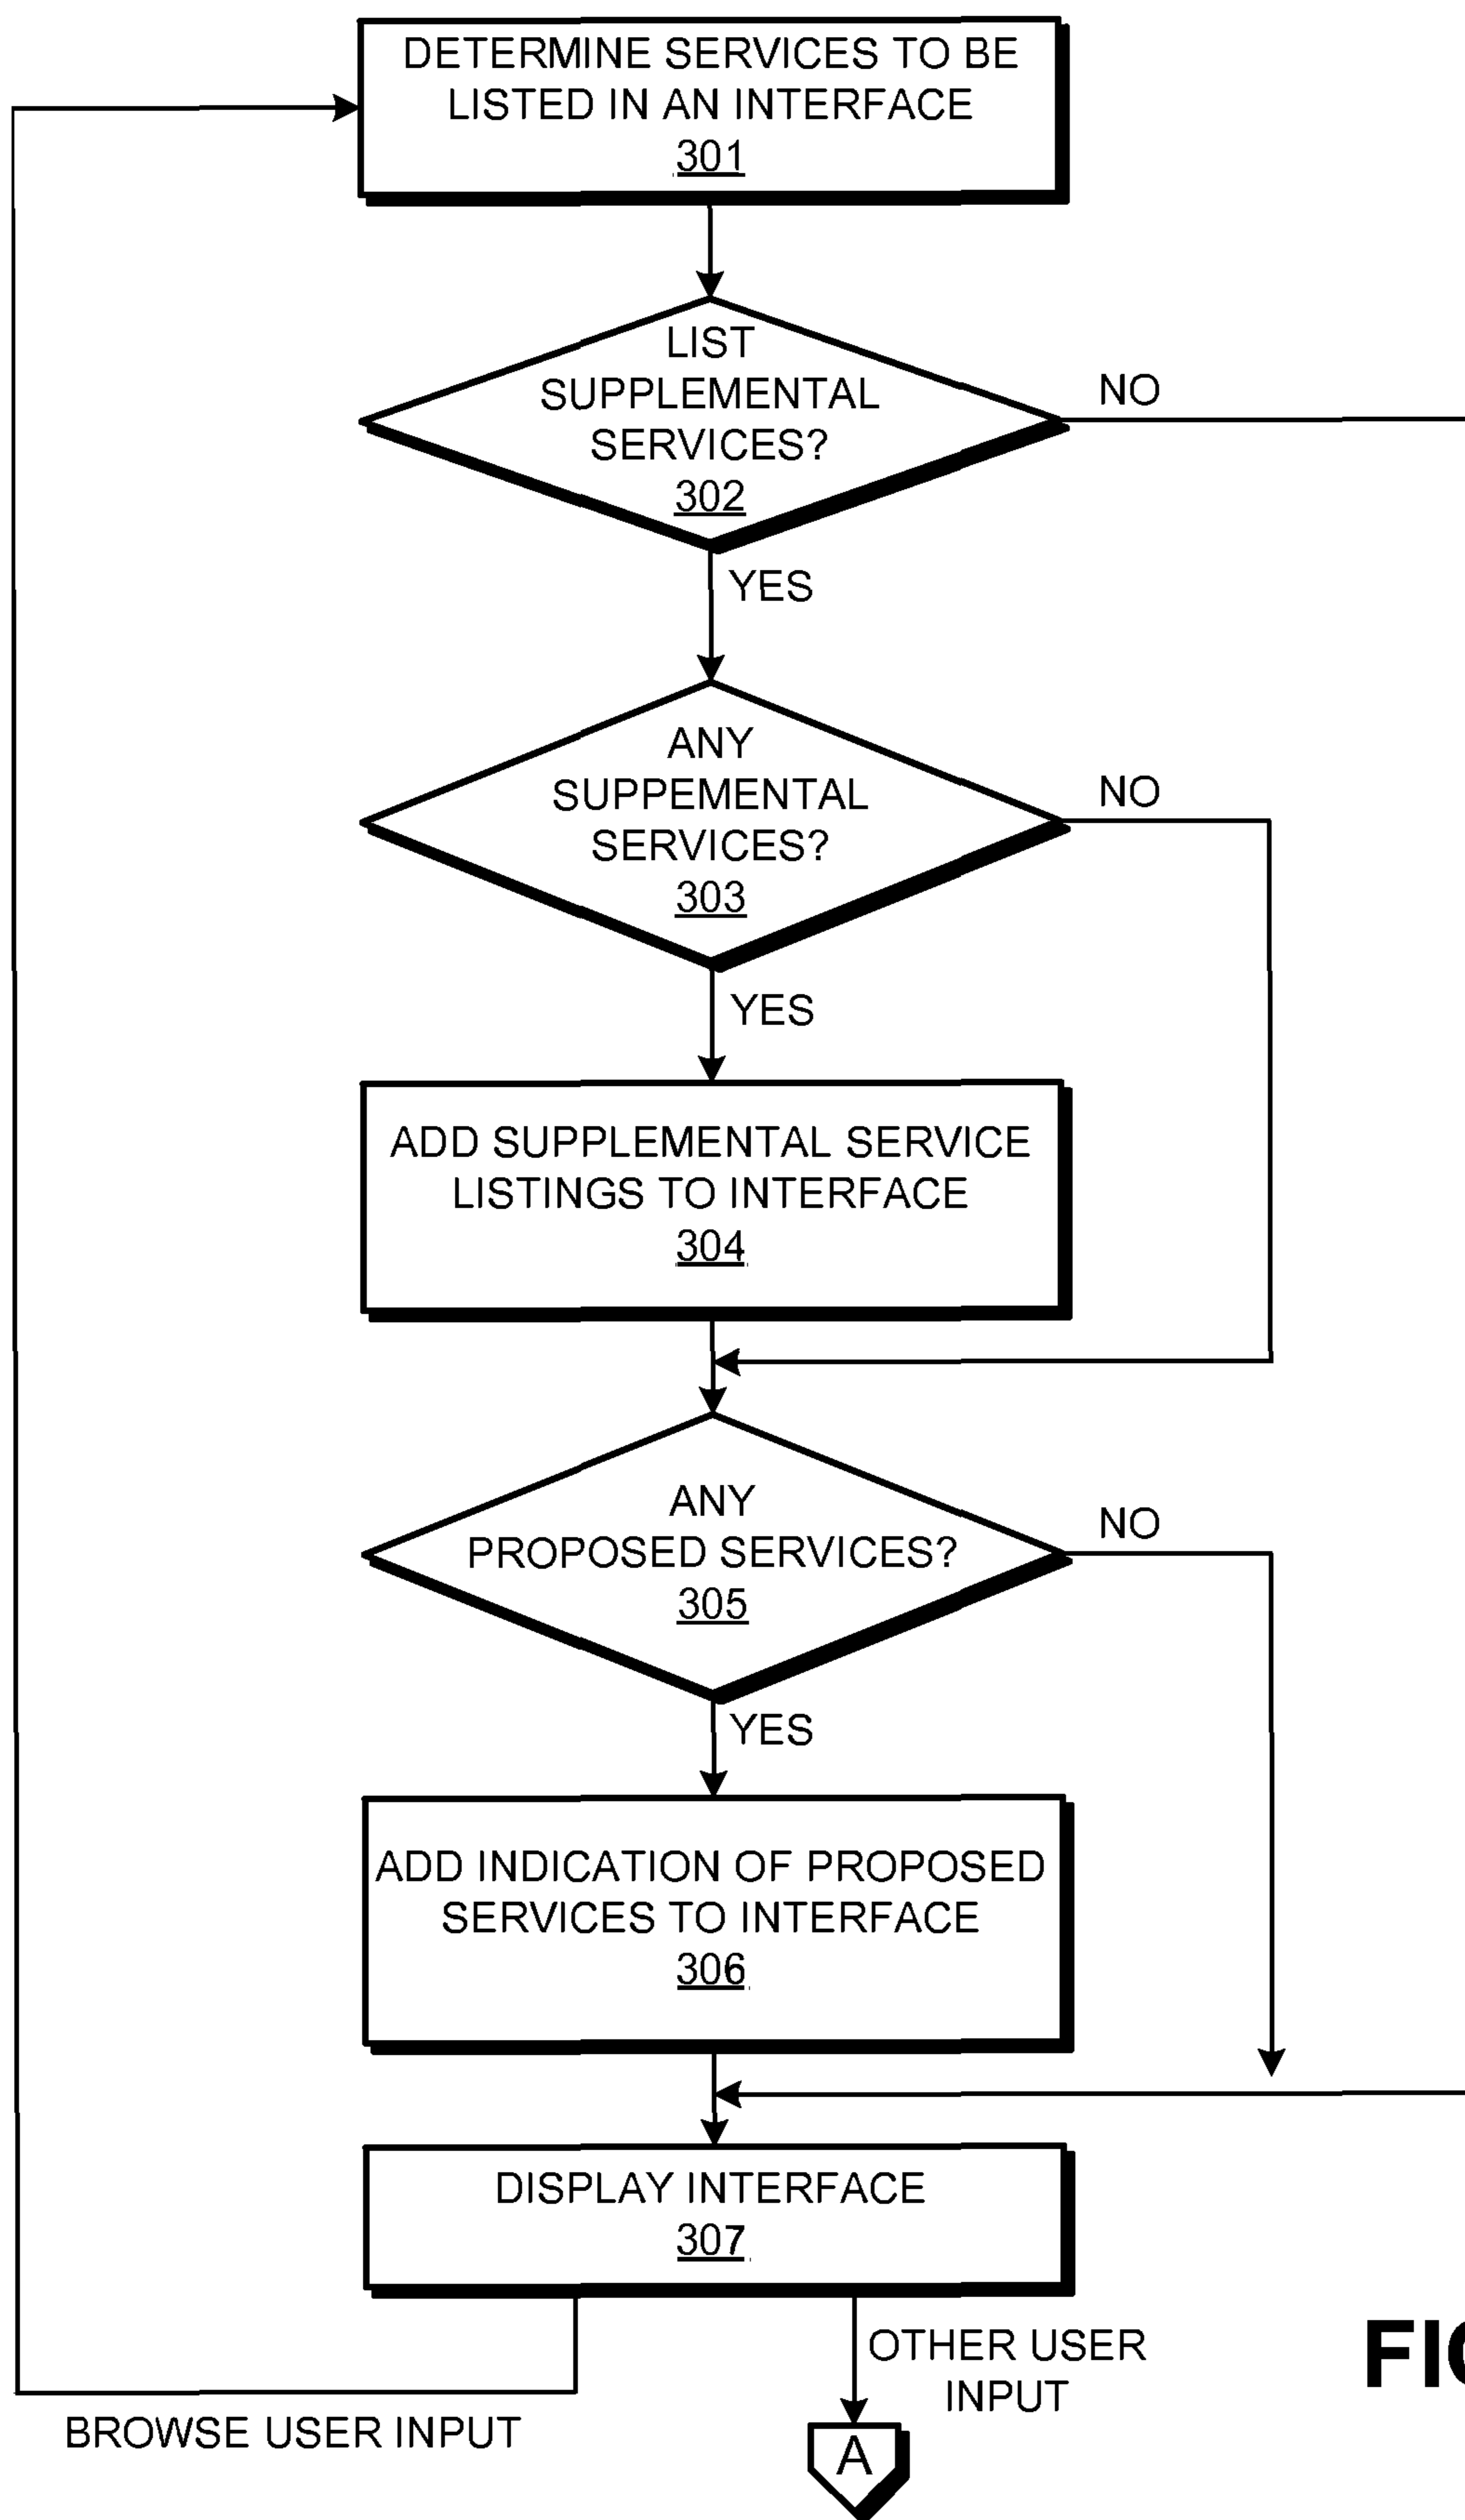 DETERMINE SERVICES TO BE
LISTED IN AN INTERFACE
301
LIST
SUPPLEMENTAL
SERVICES?
302
NO
YES
ANY
SUPPEMENTAL
SERVICES?
303
NO
YES
ADD SUPPLEMENTAL SERVICE
LISTINGS TO INTERFACE
304
ANY
PROPOSED SERVICES?
305
NO
YES
ADD INDICATION OF PROPOSED
SERVICES TO INTERFACE
306
DISPLAY INTERFACE
307
OTHER USER
INPUT
BROWSE USER INPUT
A